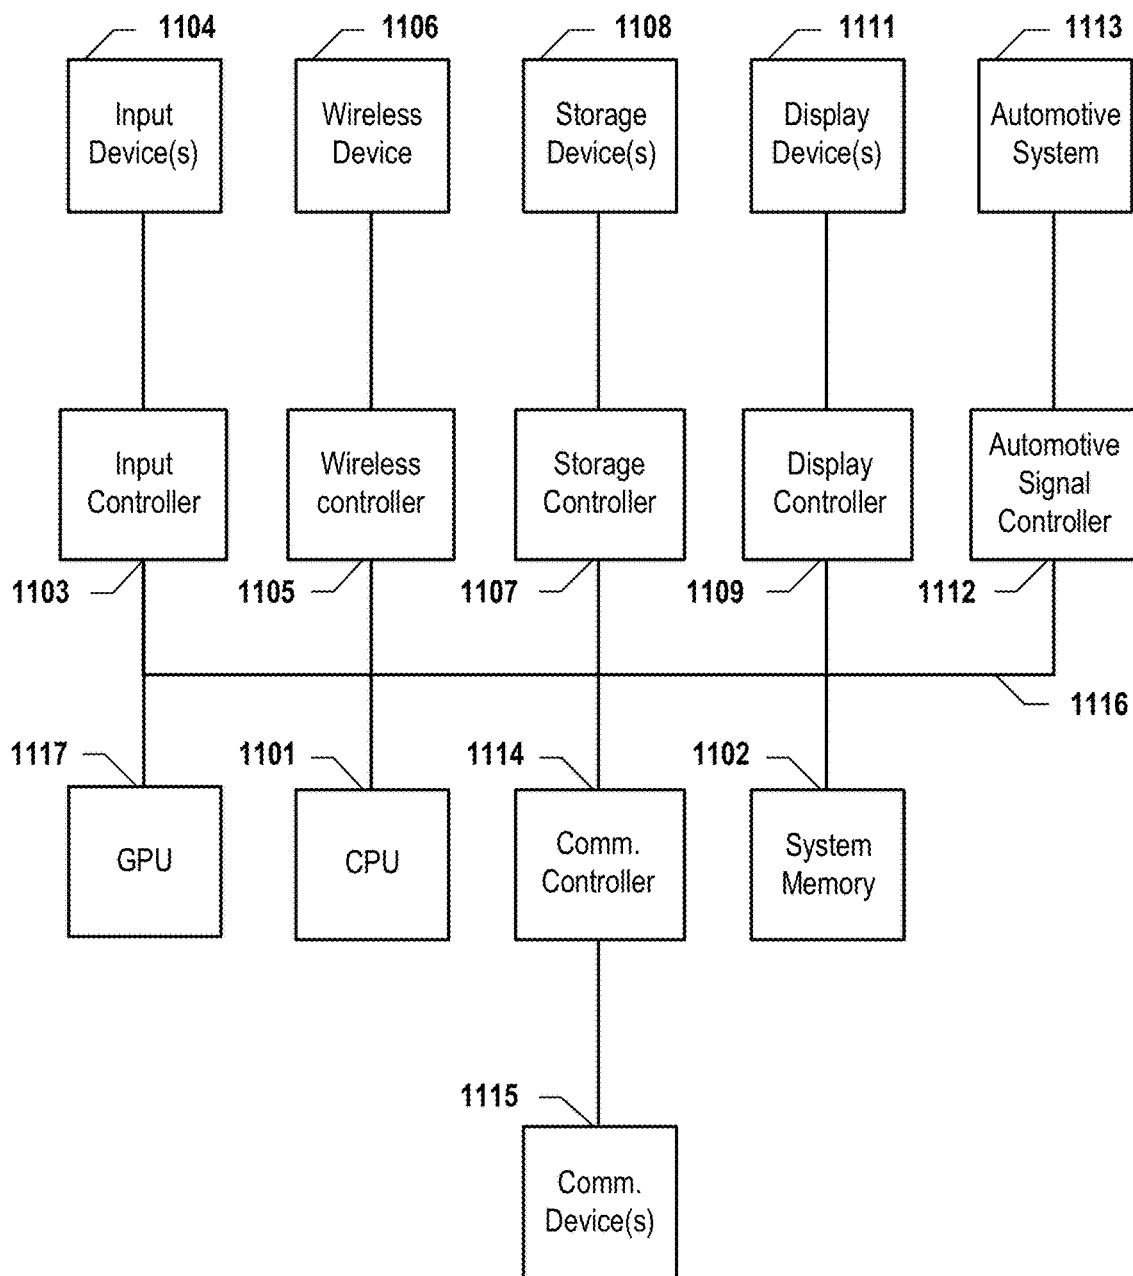 1104
1106
1108
1111
1113
Input
Device(s)
Wireless
Device
Storage
Device(s)
Display
Device(s)
Automotive
System
Input
Controller
Wireless
controller
Storage
Controller
Display
Controller
Automotive
Signal
Controller
1103
1105
1107
1109
1112
1116
1117
1101
1114
1102
GPU
CPU
Comm.
Controller
System
Memory
1115
Comm.
Device(s)